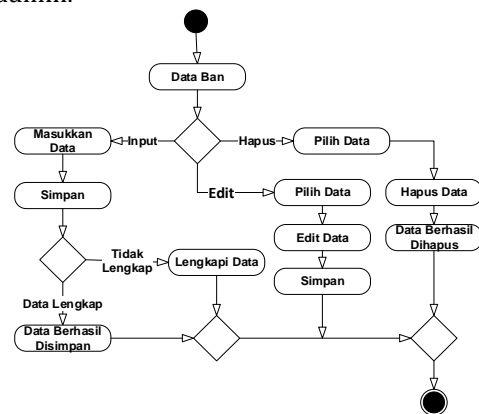 Data Ban
Masukkan
Data
Input
Hapus
Pilih Data
Simpan
Edit
Pilih Data
Hapus Data
Edit Data
Data Berhasil
Dihapus
Tidak
Lengkap
Lengkapi Data
Simpan
Data Lengkap
Data Berhasil
Disimpan